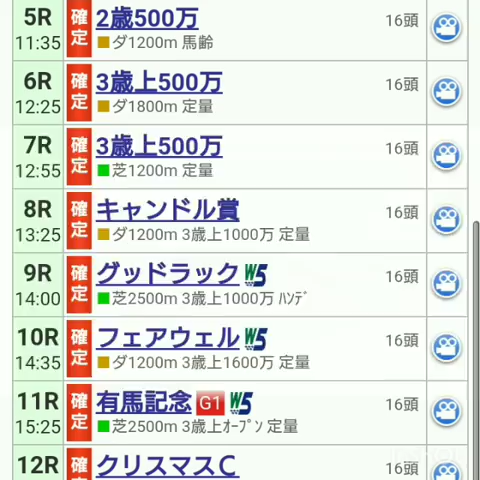 5R 確定 2歳500万 16頭
11:35 ダ1200m 馬齢
6R 確定 3歳上500万 16頭
12:25 ダ1800m 定量
7R 確定 3歳上500万 16頭
12:55 芝1200m 定量
8R 確定 キャンドル賞 16頭
13:25 ダ1200m 3歳上1000万 定量
9R 確定 グッドラック W5 16頭
14:00 芝2500m 3歳上1000万 ﾊﾝﾃﾞ
10R 確定 フェアウェル W5 16頭
14:35 ダ1200m 3歳上1600万 定量
11R 確定 有馬記念 G1 W5 16頭
15:25 芝2500m 3歳上ｵｰﾌﾟﾝ 定量
12R 確定 クリスマスC 16頭